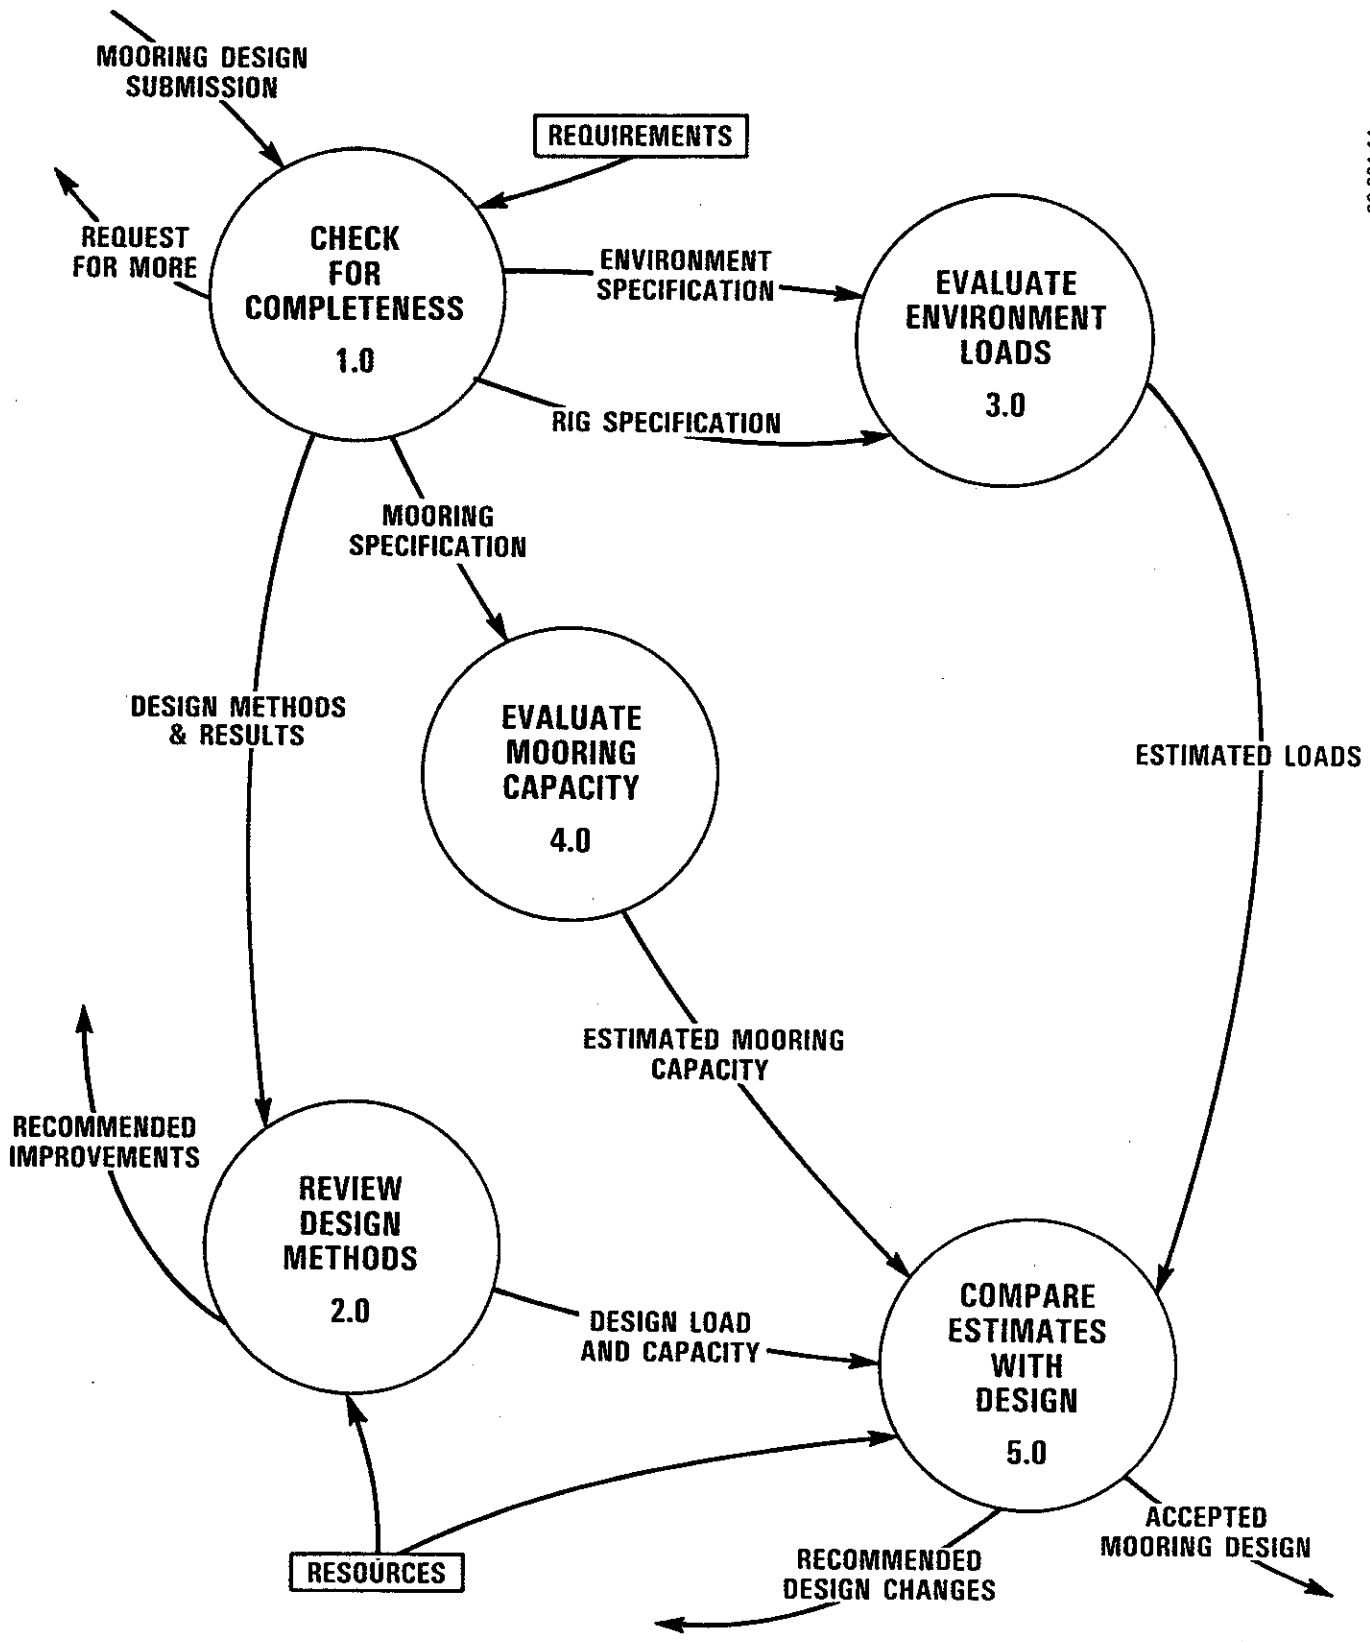 MOORING DESIGN
SUBMISSION
REQUIREMENTS
REQUEST
FOR MORE
CHECK
FOR
COMPLETENESS
1.0
ENVIRONMENT
SPECIFICATION
EVALUATE
ENVIRONMENT
LOADS
3.0
RIG SPECIFICATION
MOORING
SPECIFICATION
DESIGN METHODS
& RESULTS
EVALUATE
MOORING
CAPACITY
4.0
ESTIMATED LOADS
ESTIMATED MOORING
CAPACITY
RECOMMENDED
IMPROVEMENTS
REVIEW
DESIGN
METHODS
2.0
DESIGN LOAD
AND CAPACITY
COMPARE
ESTIMATES
WITH
DESIGN
5.0
RESOURCES
RECOMMENDED
DESIGN CHANGES
ACCEPTED
MOORING DESIGN